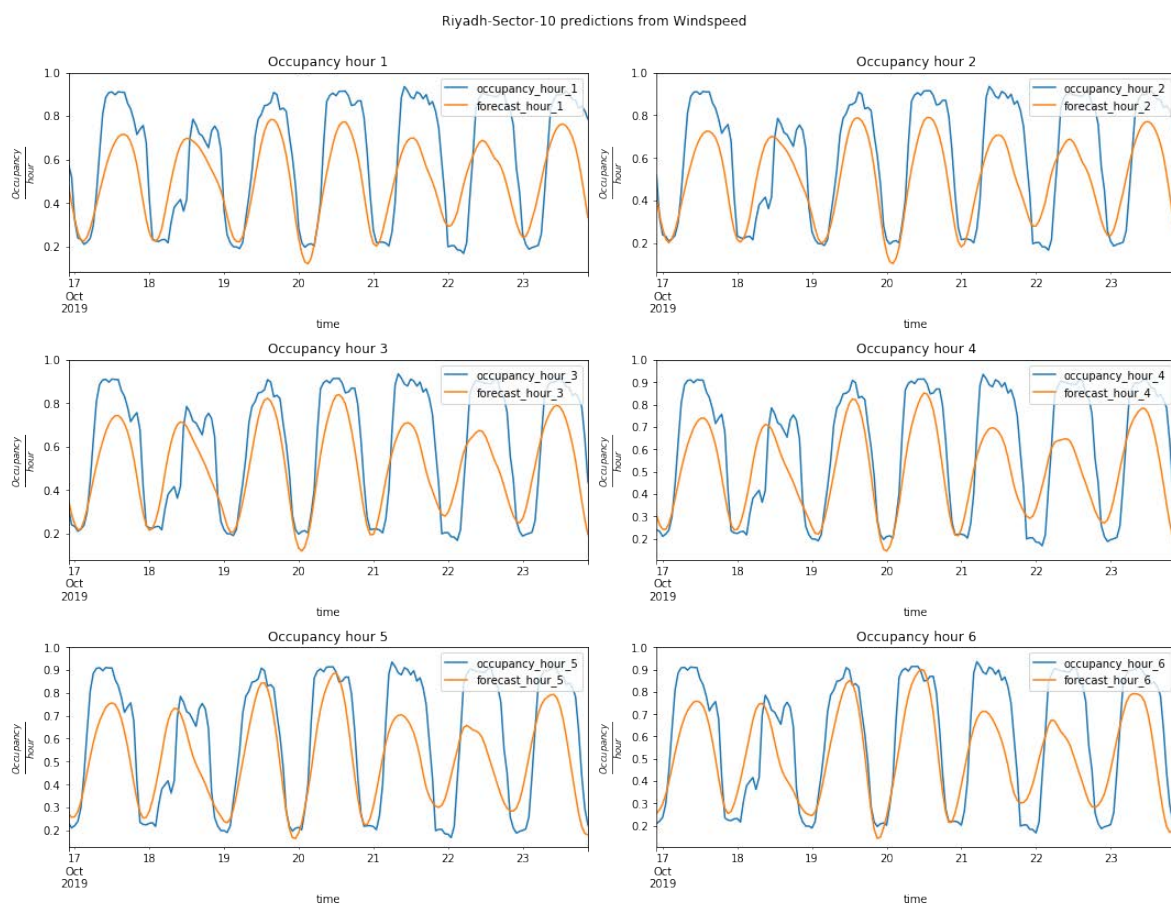 Riyadh-Sector-10 predictions from Windspeed
Occupancy hour 1
occupancy_hour_1
forecast_hour_1
Occupancy
hour
1.0
0.8
0.6
0.4
0.2
17 18 19 20 21 22 23
Oct
2019
time
Occupancy hour 2
occupancy_hour_2
forecast_hour_2
Occupancy
hour
1.0
0.8
0.6
0.4
0.2
17 18 19 20 21 22 23
Oct
2019
time
Occupancy hour 3
occupancy_hour_3
forecast_hour_3
Occupancy
hour
1.0
0.8
0.6
0.4
0.2
17 18 19 20 21 22 23
Oct
2019
time
Occupancy hour 4
occupancy_hour_4
forecast_hour_4
Occupancy
hour
1.0
0.9
0.8
0.7
0.6
0.5
0.4
0.3
0.2
17 18 19 20 21 22 23
Oct
2019
time
Occupancy hour 5
occupancy_hour_5
forecast_hour_5
Occupancy
hour
1.0
0.9
0.8
0.7
0.6
0.5
0.4
0.3
0.2
17 18 19 20 21 22 23
Oct
2019
time
Occupancy hour 6
occupancy_hour_6
forecast_hour_6
Occupancy
hour
1.0
0.9
0.8
0.7
0.6
0.5
0.4
0.3
0.2
17 18 19 20 21 22 23
Oct
2019
time